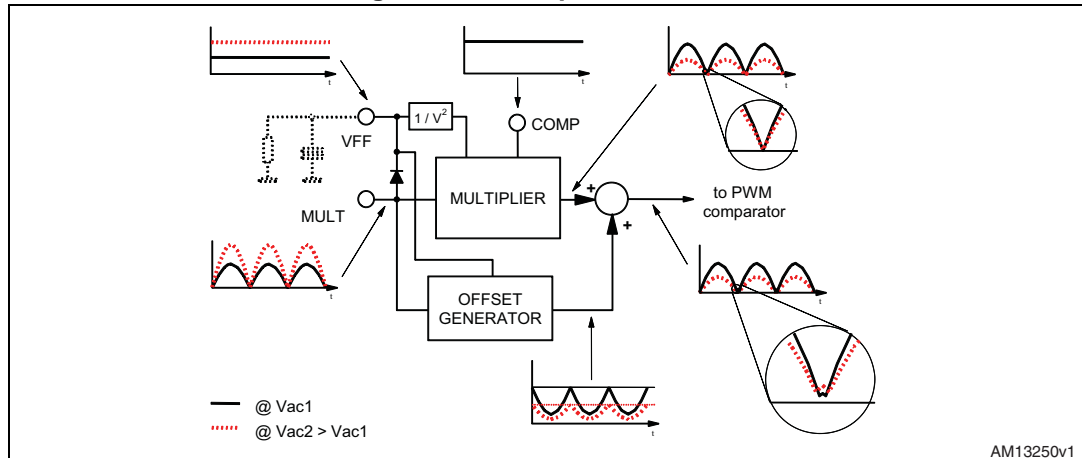 t
t
t
1 / V2
VFF
COMP
MULTIPLIER
+
to PWM
comparator
MULT
+
t
t
OFFSET
GENERATOR
t
@ Vac1
@ Vac2 > Vac1
AM13250v1